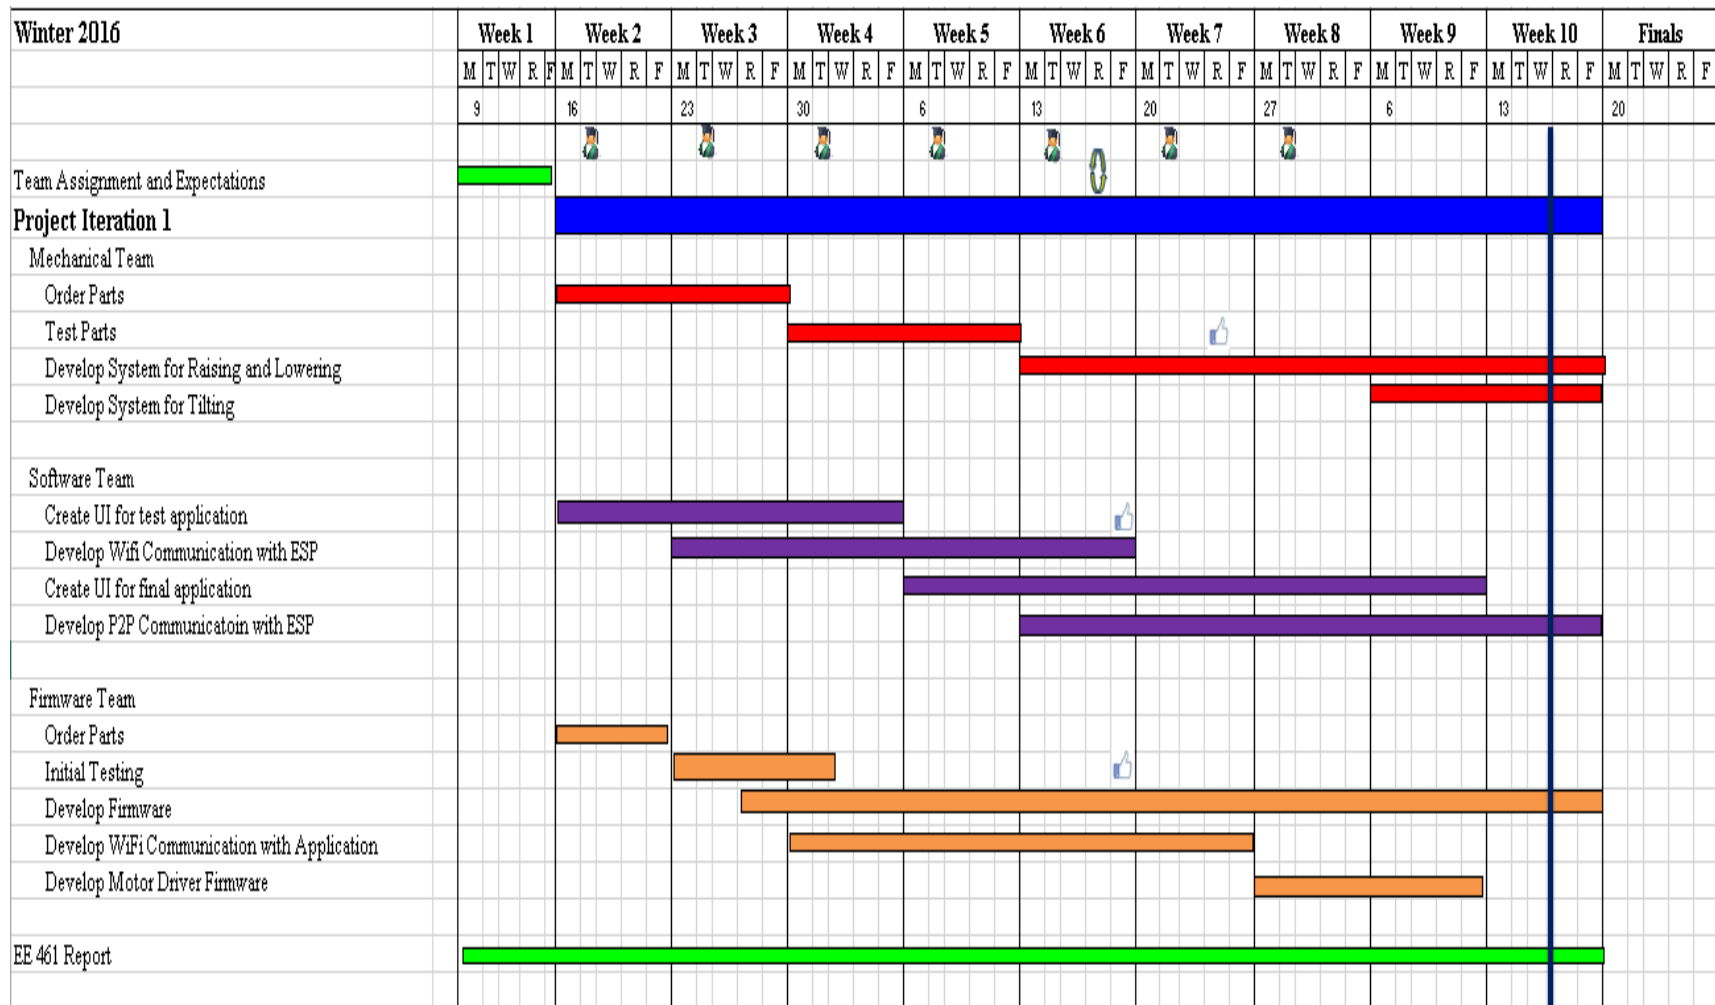 Winter 2016 Week 1 Week 2 Week 3 Week 4 Week 5 Week 6 Week 7 Week 8 Week 9 Week 10 Finals
M T W R F M T W R F M T W R F M T W R F M T W R F M T W R F M T W R F M T W R F M T W R F M T W R F M T W R F
9 16 23 30 6 13 20 27 6 13 20
Team Assignment and Expectations
Project Iteration 1
Mechanical Team
Order Parts
Test Parts
Develop System for Raising and Lowering
Develop System for Tilting
Software Team
Create UI for test application
Develop Wifi Communication with ESP
Create UI for final application
Develop P2P Communicatoin with ESP
Firmware Team
Order Parts
Initial Testing
Develop Firmware
Develop WiFi Communication with Application
Develop Motor Driver Firmware
EE 461 Report